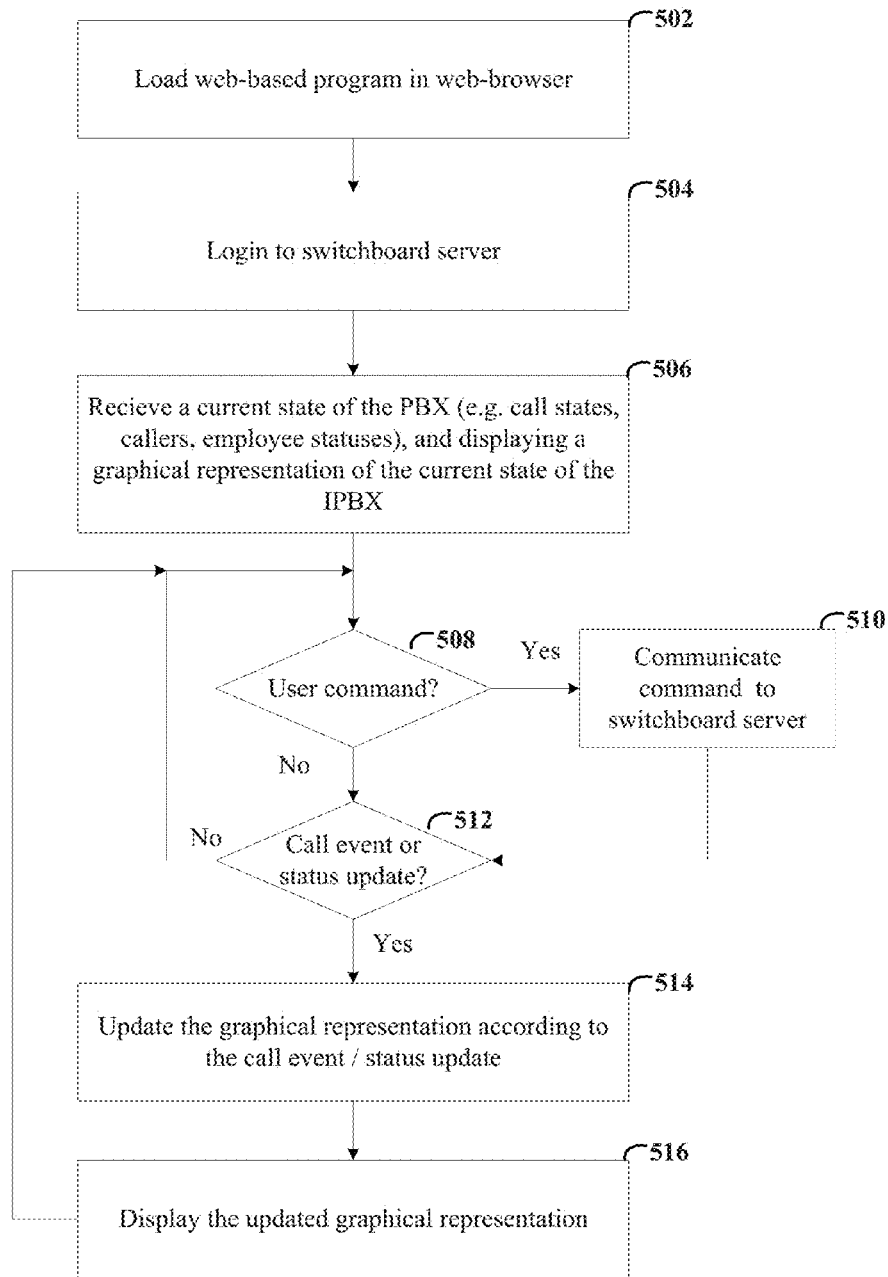 502
Load web-based program in web-browser
504
Login to switchboard server
506
Recieve a current state of the PBX (e.g. call states,
callers, employee statuses), and displaying a
graphical representation of the current state of the
IPBX
508
User command?
Yes
510
Communicate
command to
switchboard server
No
512
Call event or
status update?
No
Yes
514
Update the graphical representation according to
the call event / status update
516
Display the updated graphical representation